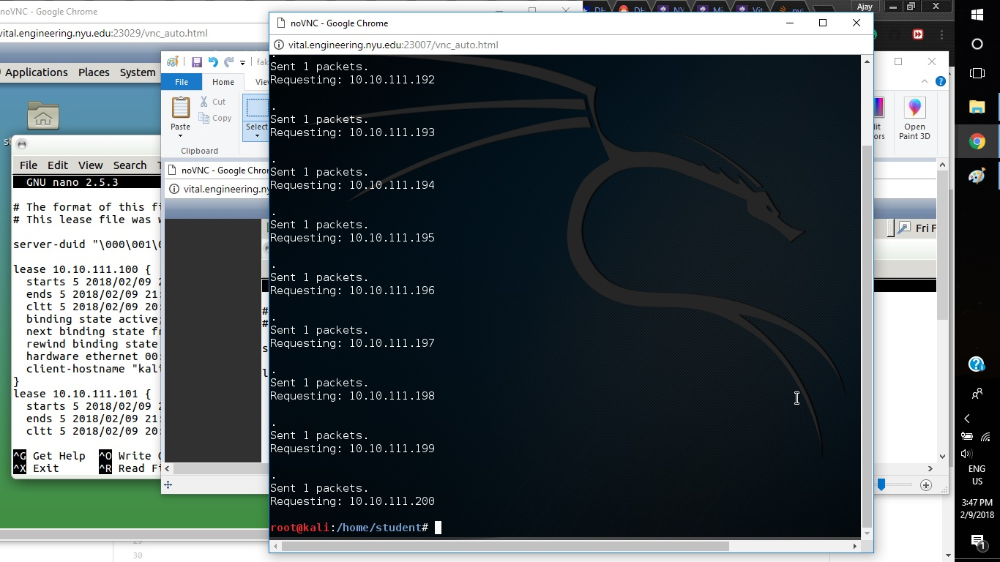 noVNC - Google Chrome
vital.engineering.nyu.edu:23029/vnc_auto.html
Applications Places System
File Edit View Search T
GNU nano 2.5.3
# The format of this fi
# This lease file was w
server-duid "\000\001\0
lease 10.10.111.100 {
starts 5 2018/02/09 2
ends 5 2018/02/09 21:
cltt 5 2018/02/09 20:
binding state active;
next binding state fr
rewind binding state
hardware ethernet 00:
client-hostname "kali
}
lease 10.10.111.101 {
starts 5 2018/02/09 2
ends 5 2018/02/09 21:
cltt 5 2018/02/09 20:
^G Get Help ^O Write O
^X Exit ^R Read Fi
29
30
fak
File Home Vie
Paste
Cut
Copy
Select
Clipboard
Open
Paint 3D
noVNC - Google Chro
vital.engineering.ny
Fri F
#
#
s
l
Ajay
noVNC - Google Chrome
vital.engineering.nyu.edu:23007/vnc_auto.html
.
Sent 1 packets.
Requesting: 10.10.111.192
.
Sent 1 packets.
Requesting: 10.10.111.193
.
Sent 1 packets.
Requesting: 10.10.111.194
.
Sent 1 packets.
Requesting: 10.10.111.195
.
Sent 1 packets.
Requesting: 10.10.111.196
.
Sent 1 packets.
Requesting: 10.10.111.197
.
Sent 1 packets.
Requesting: 10.10.111.198
.
Sent 1 packets.
Requesting: 10.10.111.199
.
Sent 1 packets.
Requesting: 10.10.111.200
root@kali:/home/student#
ENG
US
3:47 PM
2/9/2018
1